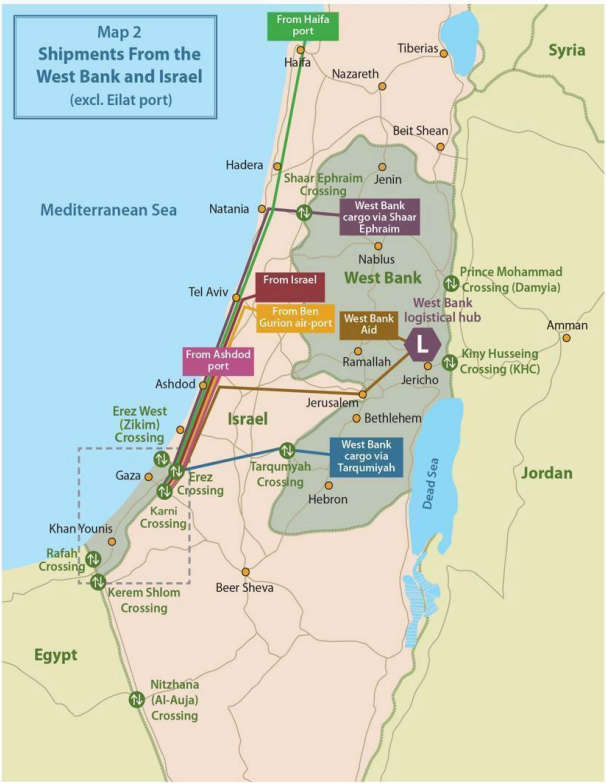 Map 2
Shipments From the
West Bank and Israel
(excl. Eilat port)
From Haifa
port
Haifa
Tiberias
Syria
Nazareth
Beit Shean
Hadera
Shaar Ephraim
Crossing
Jenin
Mediterranean Sea
Natania
West Bank
cargo via Shaar
Ephraim
Nablus
West Bank
Prince Mohammad
Crossing (Damyia)
From Israel
Tel Aviv
From Ben
Gurion air-port
West Bank
Aid
West Bank
logistical hub
L
Amman
From Ashdod
port
Ramallah
Kiny Husseing
Crossing (KHC)
Jericho
Ashdod
Jerusalem
Erez West
(Zikim)
Crossing
Israel
Bethlehem
West Bank
cargo via
Tarqumiyah
Gaza
Erez
Crossing
Tarqumiyah
Crossing
Dead Sea
Jordan
Hebron
Karni
Crossing
Khan Younis
Rafah
Crossing
Kerem Shlom
Crossing
Beer Sheva
Egypt
Nitzhana
(Al-Auja)
Crossing